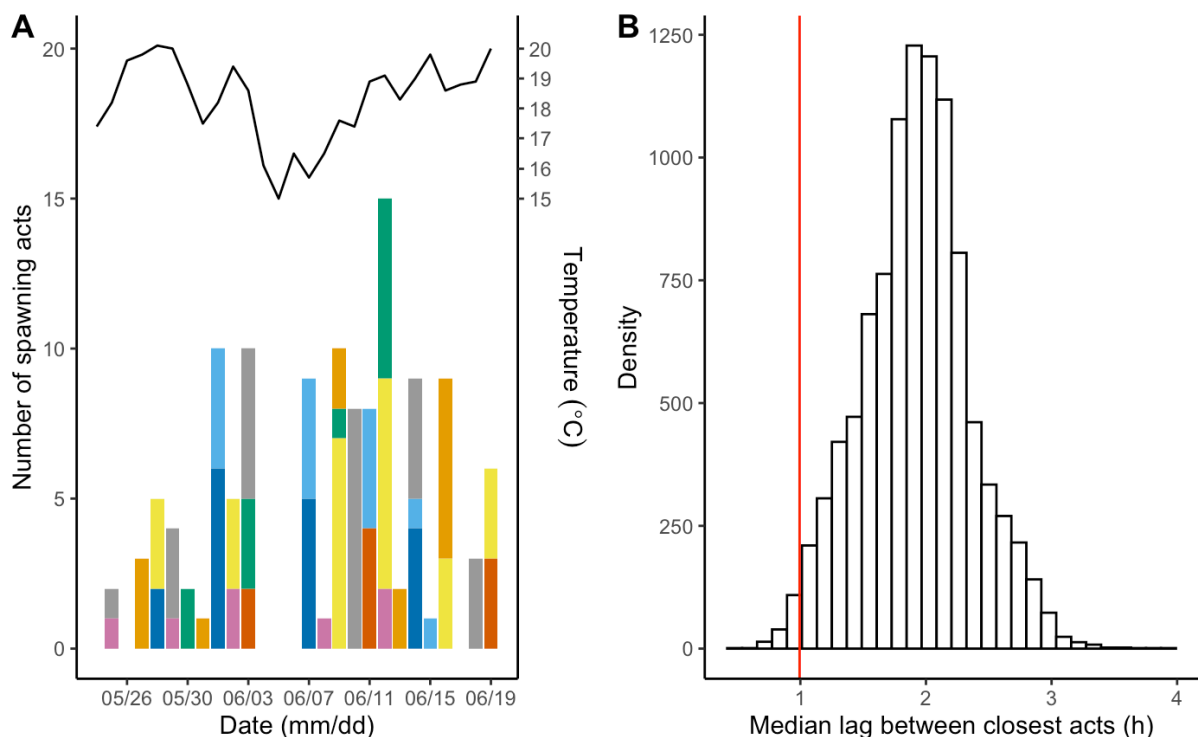 A
20
15
10
5
0
Number of spawning acts
20
19
18
17
16
15
Temperature (°C)
05/26 05/30 06/03 06/07 06/11 06/15 06/19
Date (mm/dd)
B
1250
1000
750
500
250
0
Density
1 2 3 4
Median lag between closest acts (h)